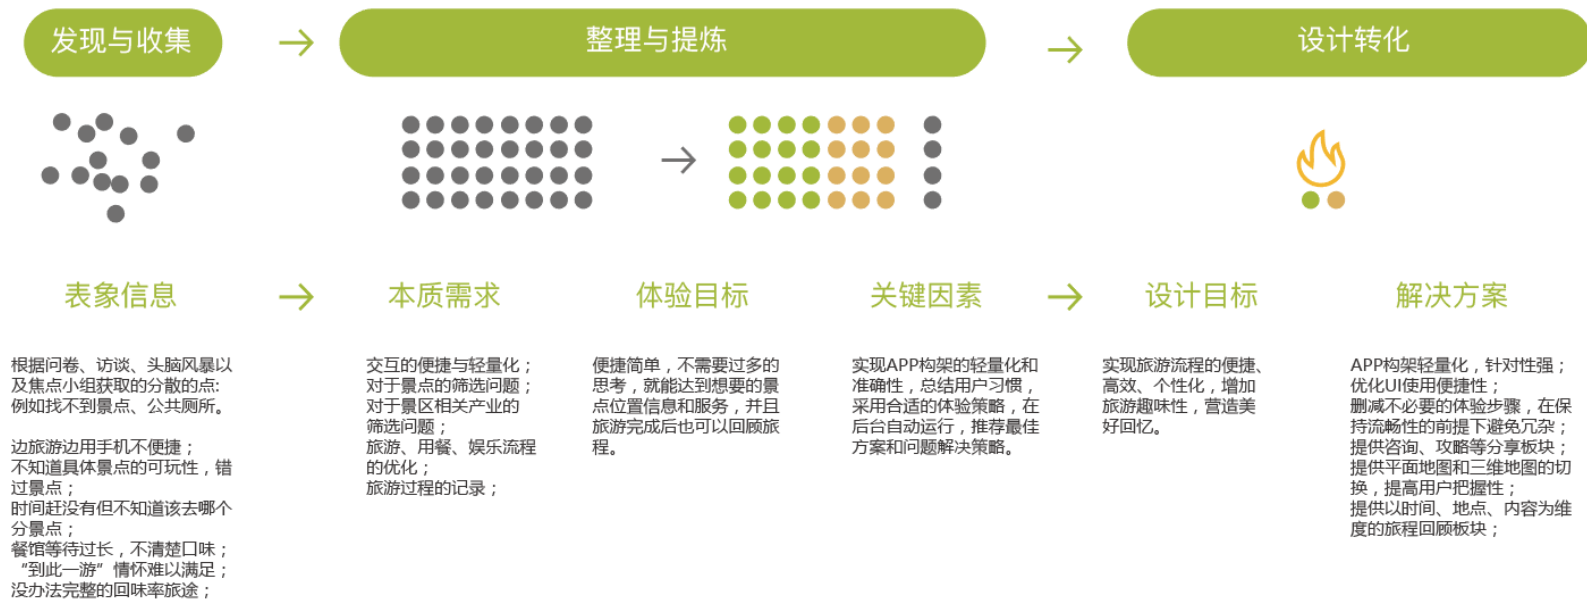 发现与收集
整理与提炼
设计转化
表象信息
本质需求
体验目标
关键因素
设计目标
解决方案
根据问卷、访谈、头脑风暴以
及焦点小组获取的分散的点:
例如找不到景点、公共厕所。
边旅游边用手机不便捷；
不知道具体景点的可玩性，错
过景点；
时间赶没有但不知道该去哪个
分景点；
餐馆等待过长，不清楚口味；
“到此一游”情怀难以满足；
没办法完整的回味率旅途；
交互的便捷与轻量化；
对于景点的筛选问题；
对于景区相关产业的
筛选问题；
旅游、用餐、娱乐流程
的优化；
旅游过程的记录；
便捷简单，不需要过多的
思考，就能达到想要的景
点位置信息和服务，并且
旅游完成后也可以回顾旅
程。
实现APP构架的轻量化和
准确性，总结用户习惯，
采用合适的体验策略，在
后台自动运行，推荐最佳
方案和问题解决策略。
实现旅游流程的便捷、
高效、个性化，增加
旅游趣味性，营造美
好回忆。
APP构架轻量化，针对性强；
优化UI使用便捷性；
删减不必要的体验步骤，在保
持流畅性的前提下避免冗杂；
提供咨询、攻略等分享板块；
提供平面地图和三维地图的切
换，提高用户把握性；
提供以时间、地点、内容为维
度的旅程回顾板块；